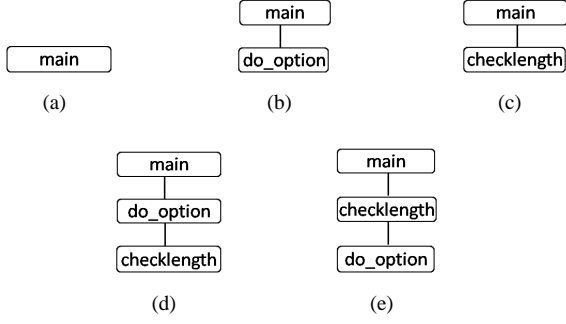 main
main
main
do_option
checklength
(a)
(b)
(c)
main
main
do_option
checklength
checklength
do_option
(d)
(e)